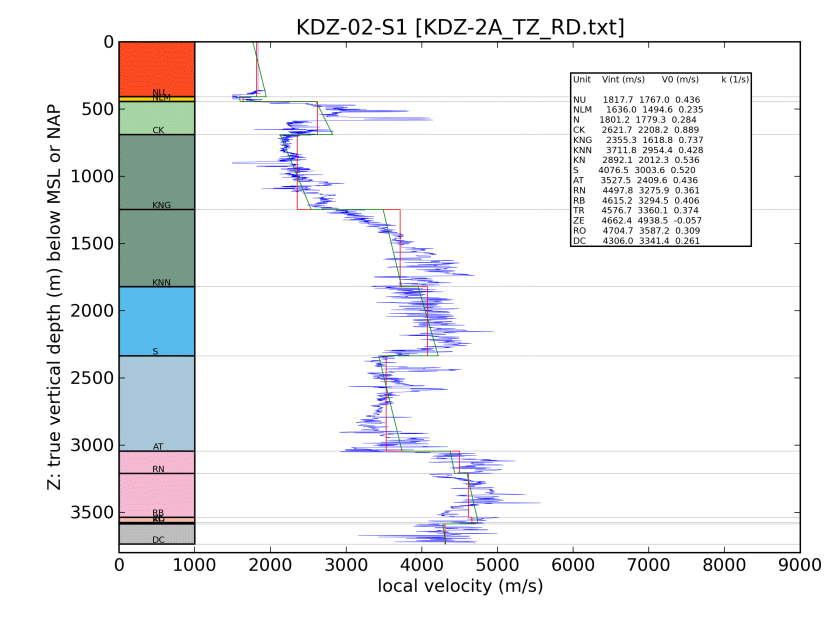 KDZ-02-S1 [KDZ-2A_TZ_RD.txt]
Unit Vint (m/s) V0 (m/s) k (1/s)
NU 1817.7 1767.0 0.436
NLM 1636.0 1494.6 0.235
N 1801.2 1779.3 0.284
CK 2621.7 2208.2 0.889
KNG 2355.3 1618.8 0.737
KNN 3711.8 2954.4 0.428
KN 2892.1 2012.3 0.536
S 4076.5 3003.6 0.520
AT 3527.5 2409.6 0.436
RN 4497.8 3275.9 0.361
RB 4615.2 3294.5 0.406
TR 4576.7 3360.1 0.374
ZE 4662.4 4938.5 -0.057
RO 4704.7 3587.2 0.309
DC 4306.0 3341.4 0.261
Z: true vertical depth (m) below MSL or NAP
0
500
1000
1500
2000
2500
3000
3500
NU
NLM
CK
KNG
KNN
S
AT
RN
RB
DC
0 1000 2000 3000 4000 5000 6000 7000 8000 9000
local velocity (m/s)